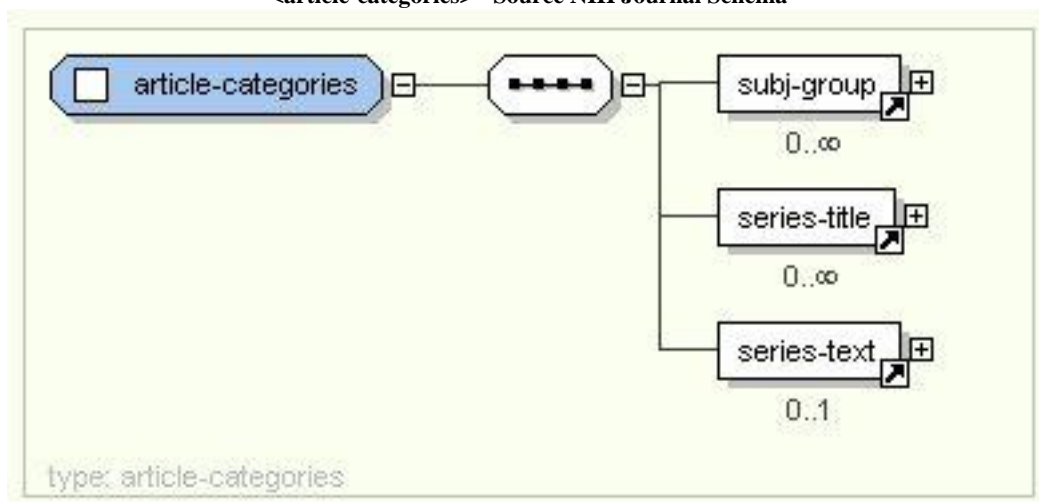 <article-categories> Source Journal Schema
article-categories
subj-group
0..∞
series-title
0..∞
series-text
0..1
type: article-categories